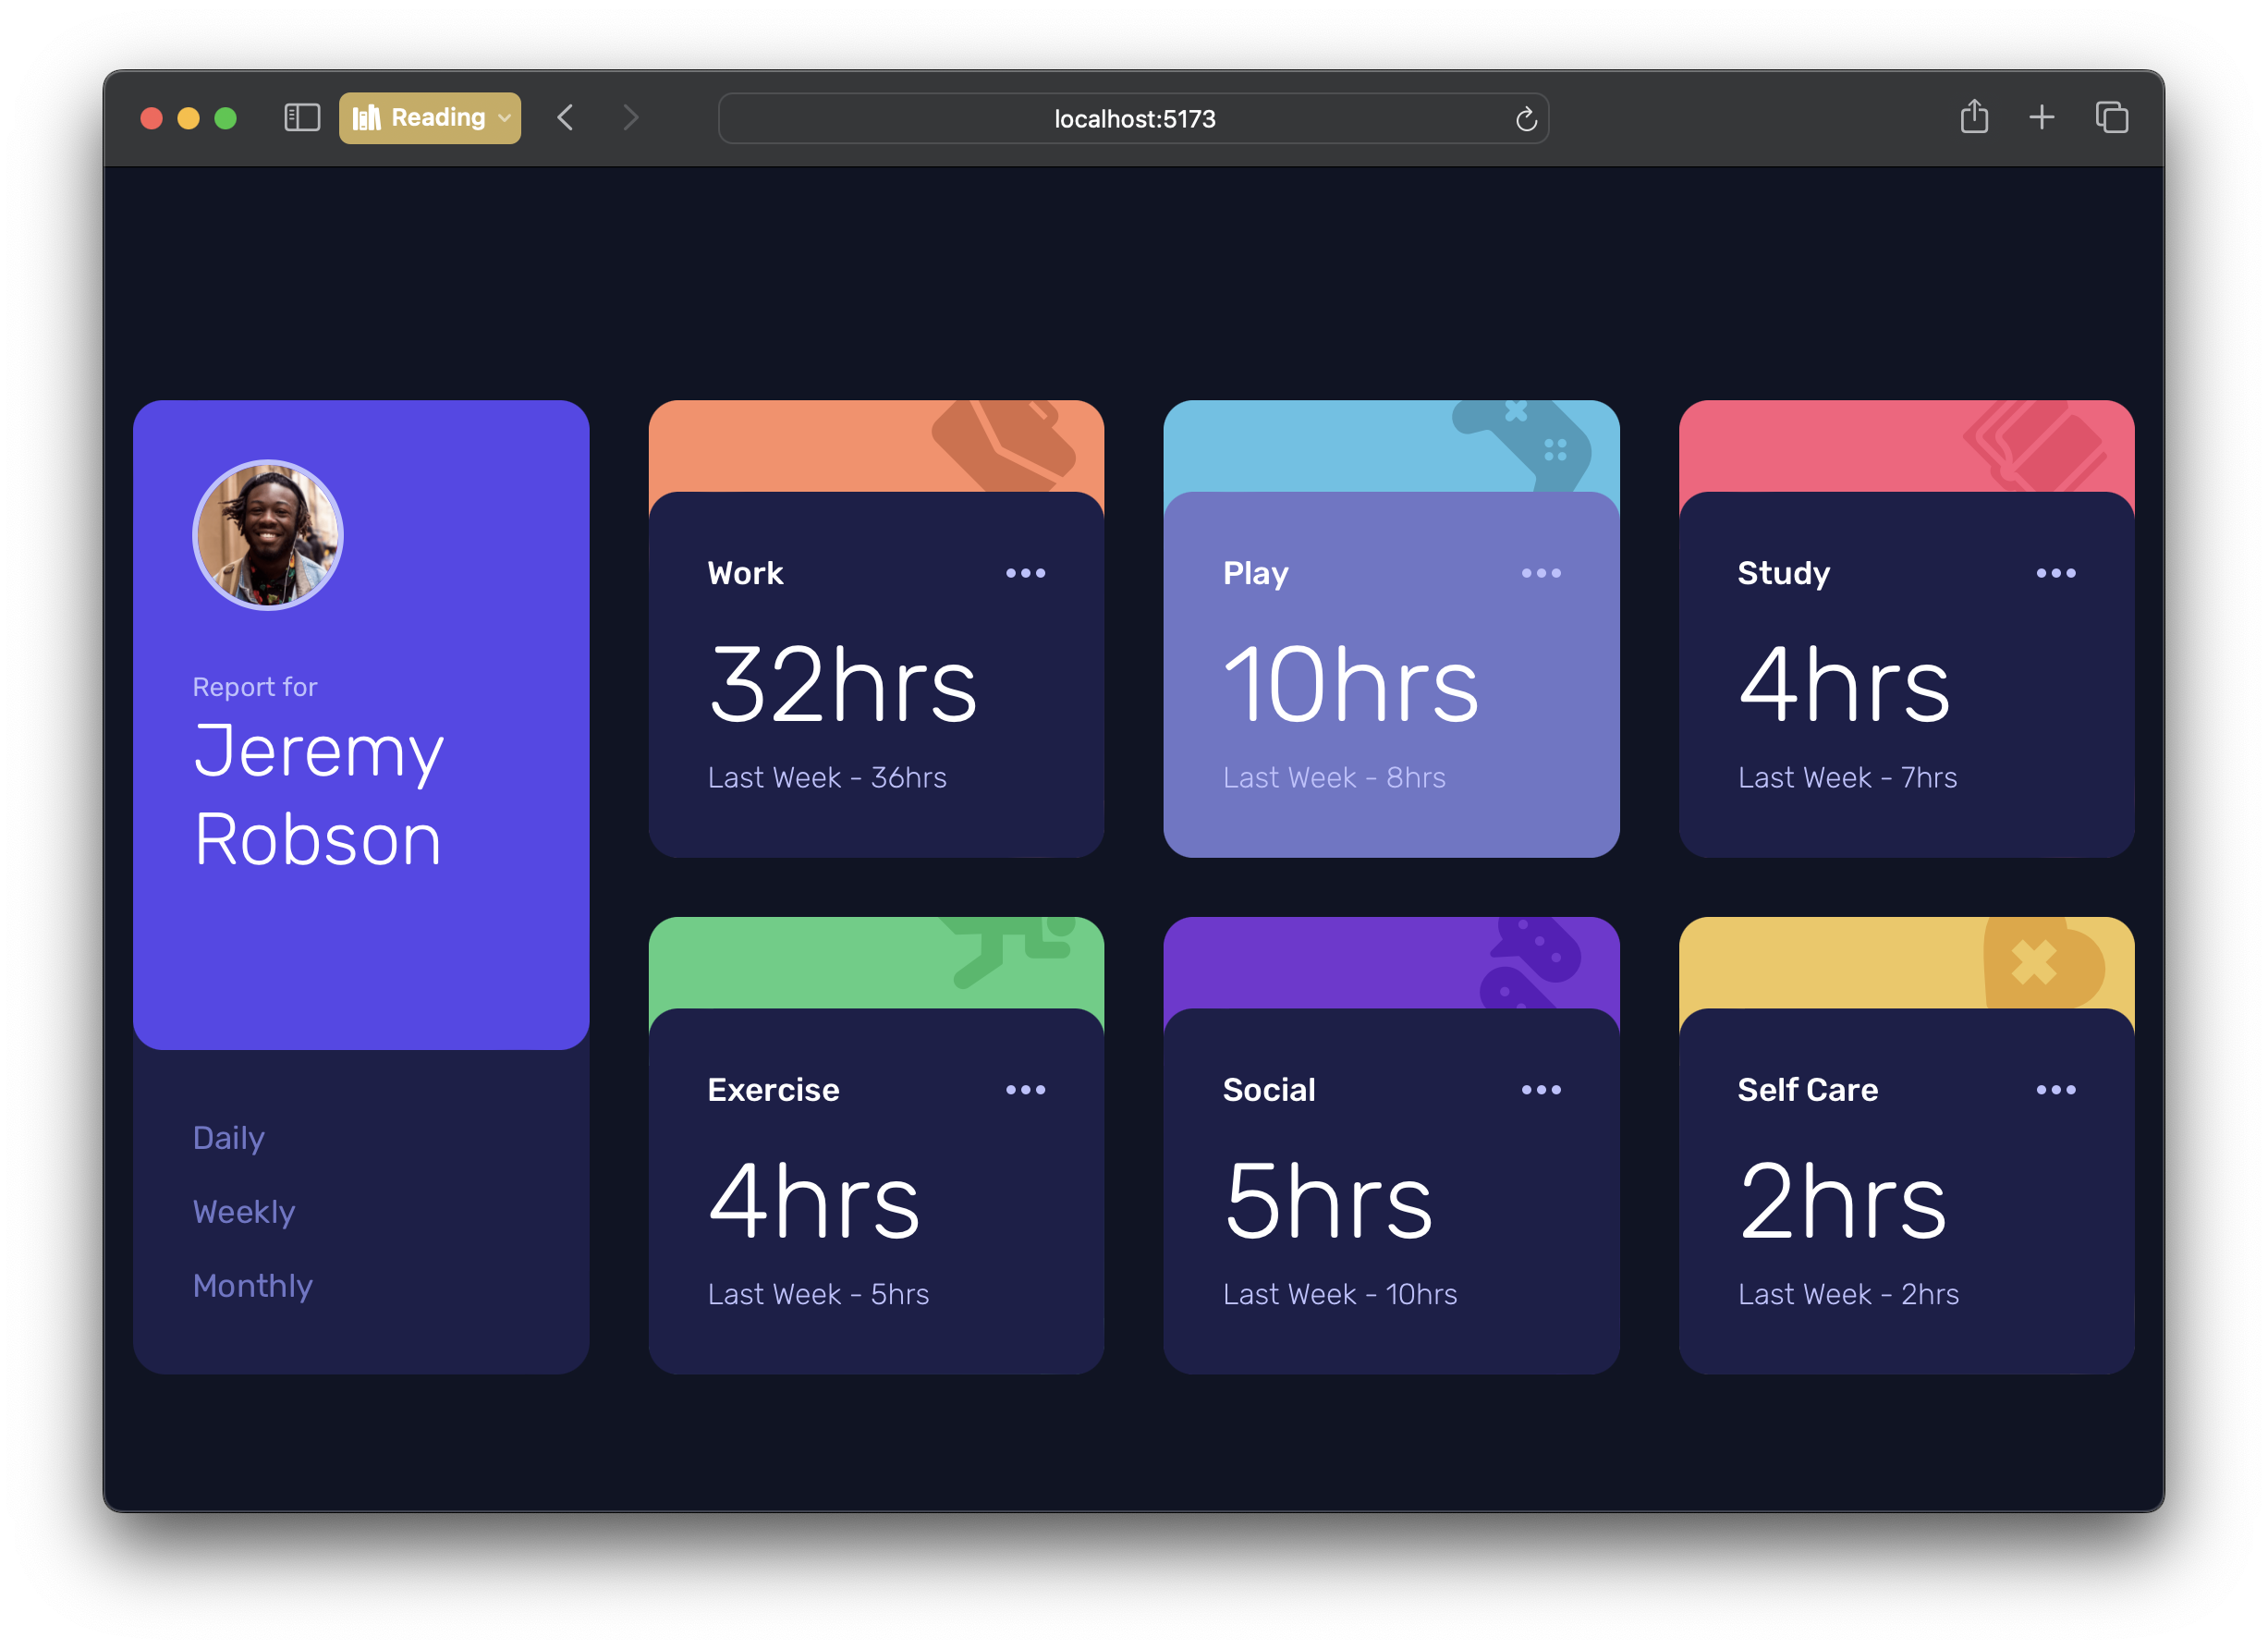 Reading
localhost:5173
Report for
Jeremy
Robson
Daily
Weekly
Monthly
Work
32hrs
Last Week - 36hrs
Play
10hrs
Last Week - 8hrs
Study
4hrs
Last Week - 7hrs
Exercise
4hrs
Last Week - 5hrs
Social
5hrs
Last Week - 10hrs
Self Care
2hrs
Last Week - 2hrs